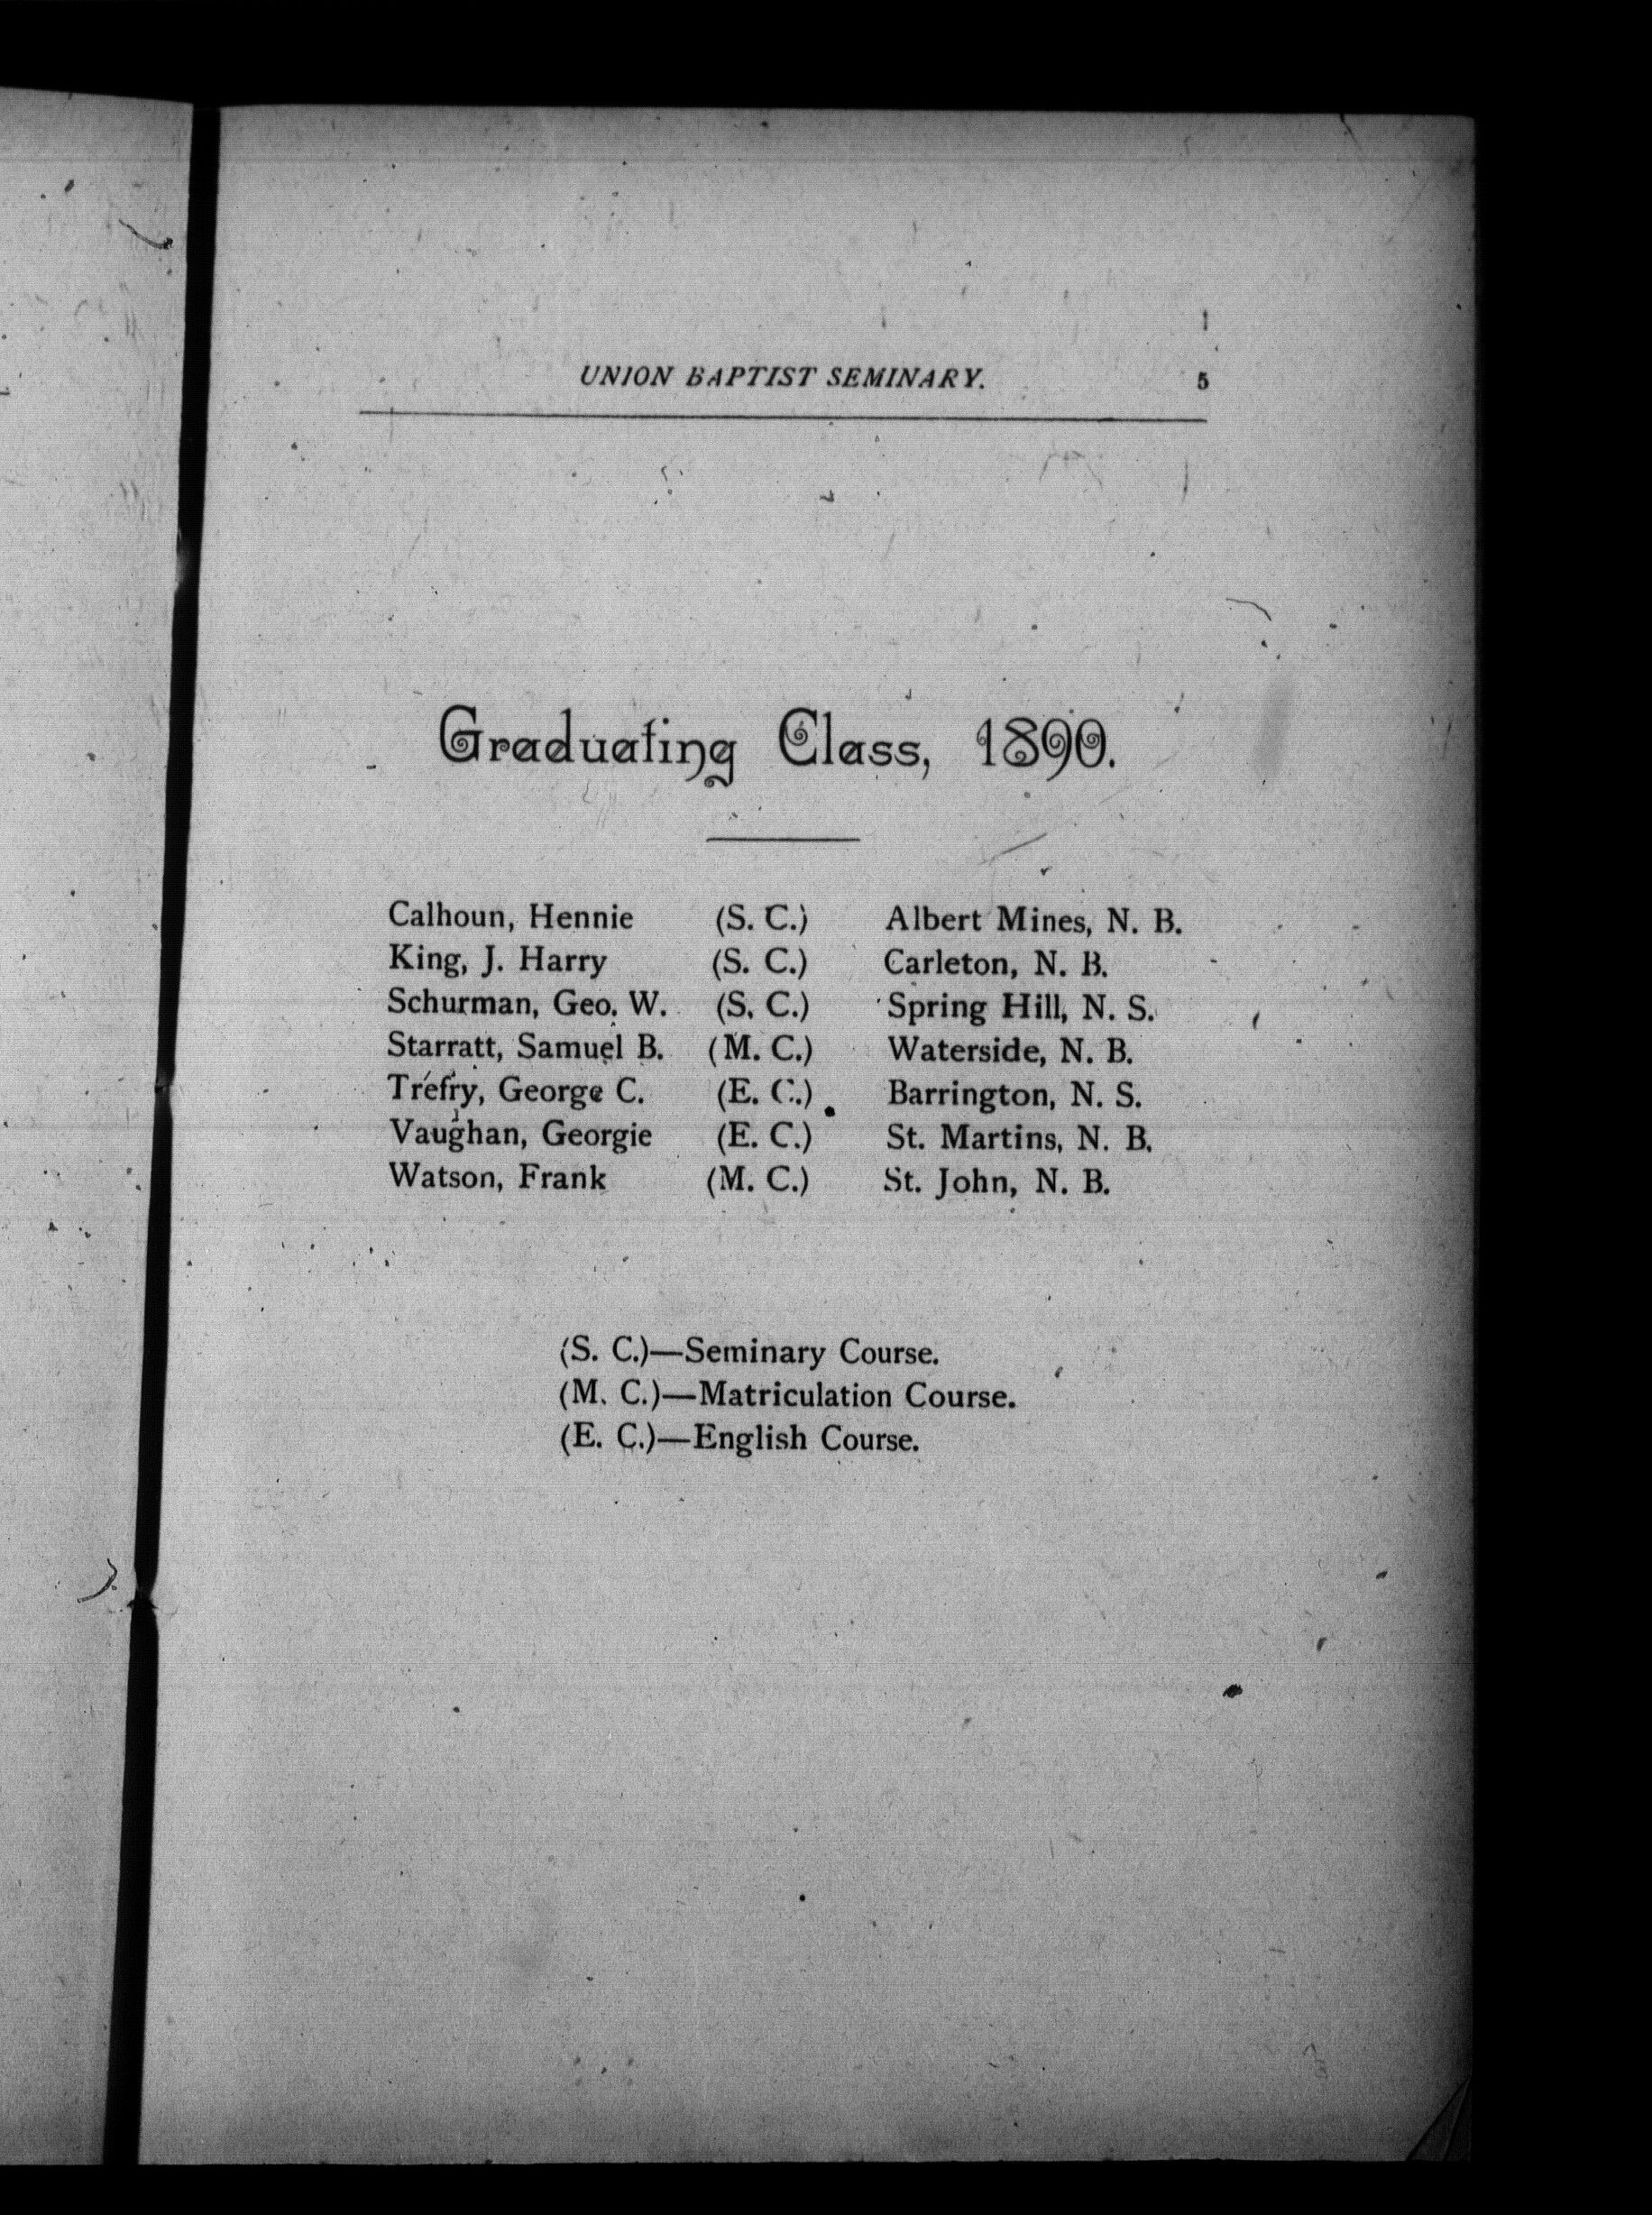 UNION BAPTIST SEMINARY. 5
Graduating Class, 1890.
Calhoun, Hennie (S. C.) Albert Mines, N. B.
King, J. Harry (S. C.) Carleton, N. B.
Schurman, Geo. W. (S. C.) Spring Hill, N. S.
Starratt, Samuel B. (M. C.) Waterside, N. B.
Trefry, George C. (E. C.) Barrington, N. S.
Vaughan, Georgie (E. C.) St. Martins, N. B.
Watson, Frank (M. C.) St. John, N. B.
(S. C.)—Seminary Course.
(M. C.)—Matriculation Course.
(E. C.)—English Course.